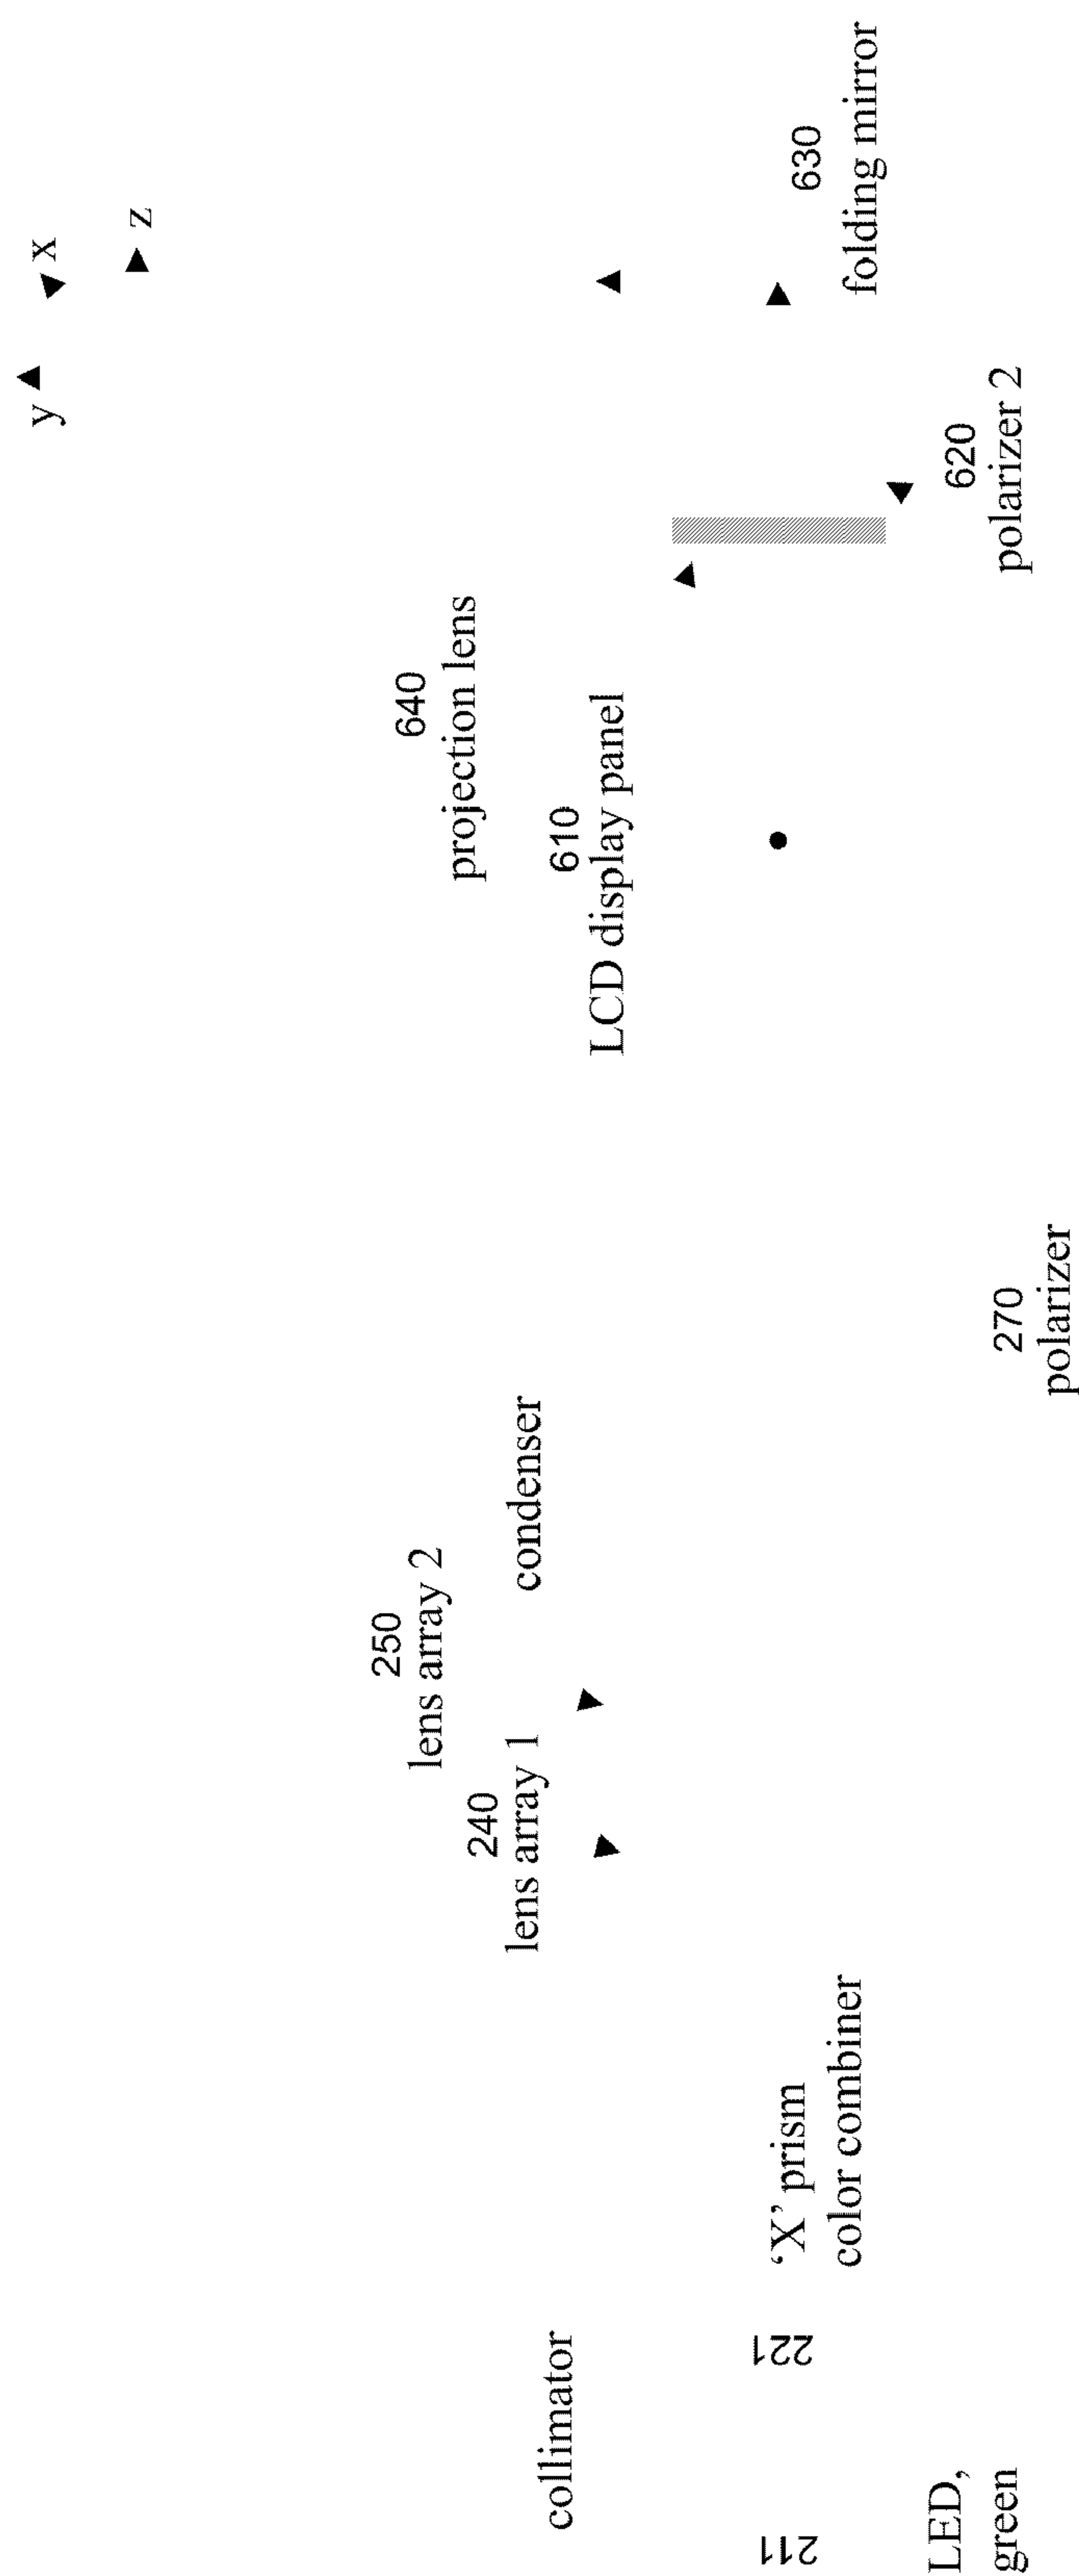 y
x
z
250
lens array 2
640
projection lens
240
lens array 1
condenser
collimator
610
LCD display panel
221
'X' prism
color combiner
630
folding mirror
211
LED,
green
620
polarizer 2
270
polarizer